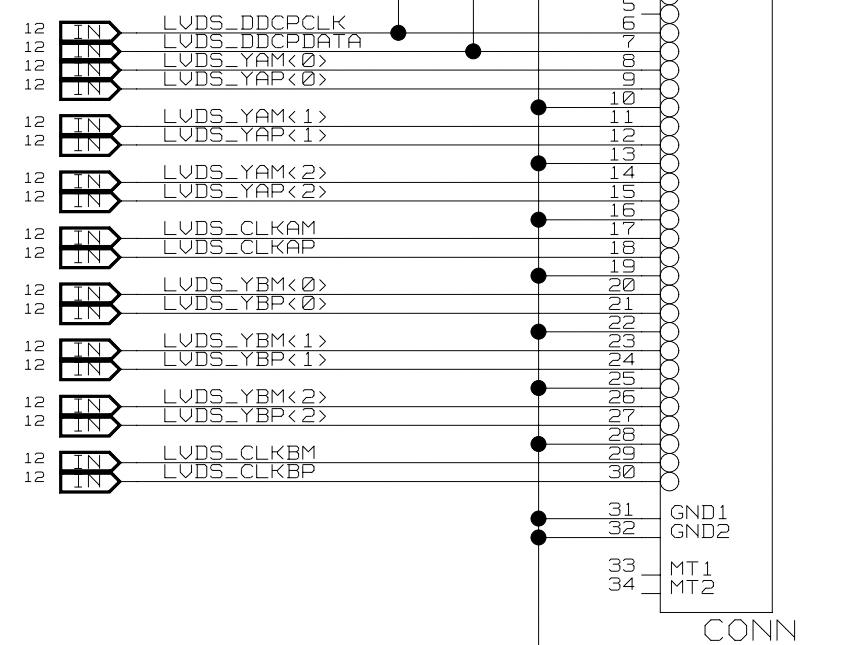 5
12 IN LVDS_DDCPCLK 6
12 IN LVDS_DDCPDATA 7
12 IN LVDS_YAM<0> 8
12 IN LVDS_YAP<0> 9
10
12 IN LVDS_YAM<1> 11
12 IN LVDS_YAP<1> 12
13
12 IN LVDS_YAM<2> 14
12 IN LVDS_YAP<2> 15
16
12 IN LVDS_CLKAM 17
12 IN LVDS_CLKAP 18
19
12 IN LVDS_YBM<0> 20
12 IN LVDS_YBP<0> 21
22
12 IN LVDS_YBM<1> 23
12 IN LVDS_YBP<1> 24
25
12 IN LVDS_YBM<2> 26
12 IN LVDS_YBP<2> 27
28
12 IN LVDS_CLKBM 29
12 IN LVDS_CLKBP 30
31 GND1
32 GND2
33 MT1
34 MT2
CONN